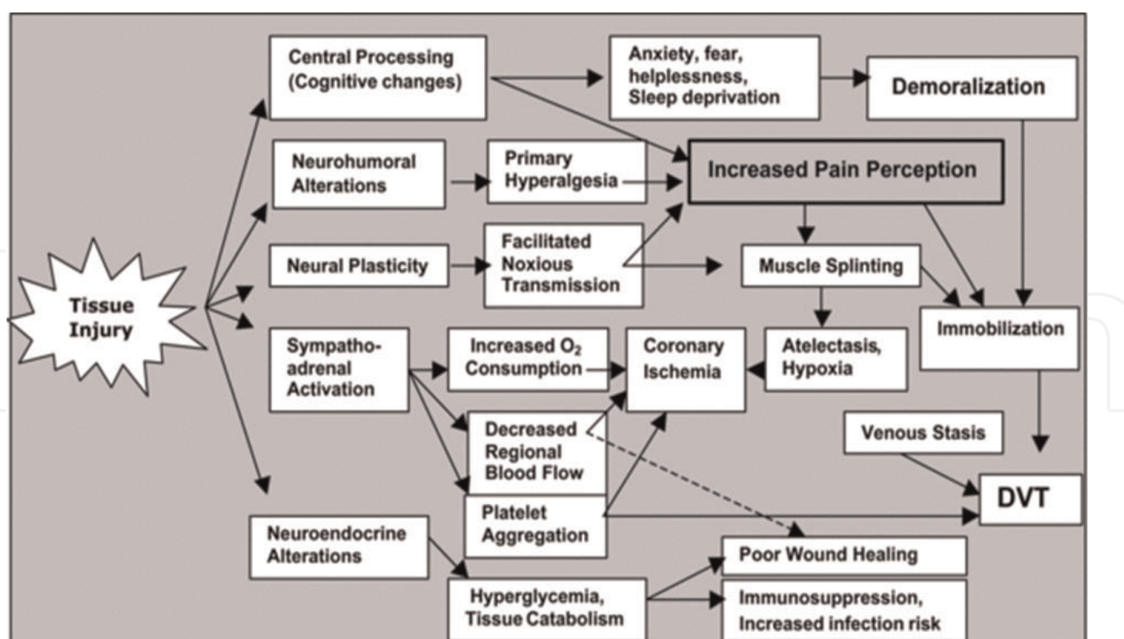 Central Processing
(Cognitive changes)
Anxiety, fear,
helplessness,
Sleep deprivation
Demoralization
Neurohumoral
Alterations
Primary
Hyperalgesia
Increased Pain Perception
Tissue
Injury
Neural Plasticity
Facilitated
Noxious
Transmission
Muscle Splinting
Immobilization
Sympatho-
adrenal
Activation
Increased O₂
Consumption
Coronary
Ischemia
Atelectasis,
Hypoxia
Decreased
Regional
Blood Flow
Venous Stasis
Platelet
Aggregation
DVT
Neuroendocrine
Alterations
Poor Wound Healing
Hyperglycemia,
Tissue Catabolism
Immunosuppression,
Increased infection risk